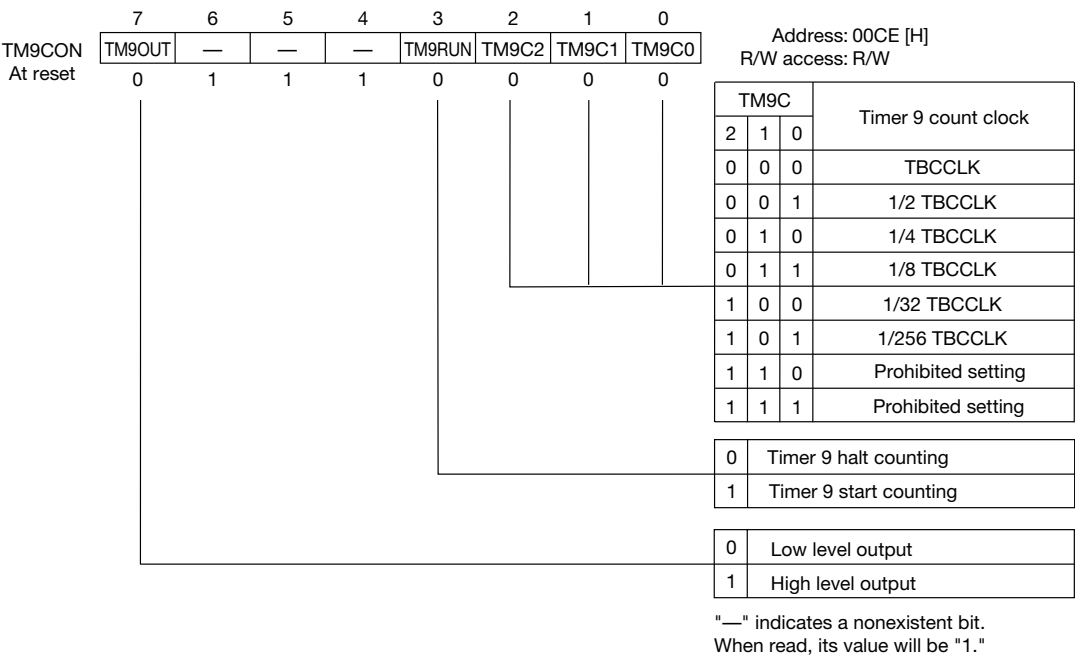 7 6 5 4 3 2 1 0
TM9CON TM9OUT — — — TM9RUN TM9C2 TM9C1 TM9C0
At reset 0 1 1 1 0 0 0 0
Address: 00CE [H]
R/W access: R/W
TM9C Timer 9 count clock
2 1 0
0 0 0 TBCCLK
0 0 1 1/2 TBCCLK
0 1 0 1/4 TBCCLK
0 1 1 1/8 TBCCLK
1 0 0 1/32 TBCCLK
1 0 1 1/256 TBCCLK
1 1 0 Prohibited setting
1 1 1 Prohibited setting
0 Timer 9 halt counting
1 Timer 9 start counting
0 Low level output
1 High level output
"—" indicates a nonexistent bit.
When read, its value will be "1."